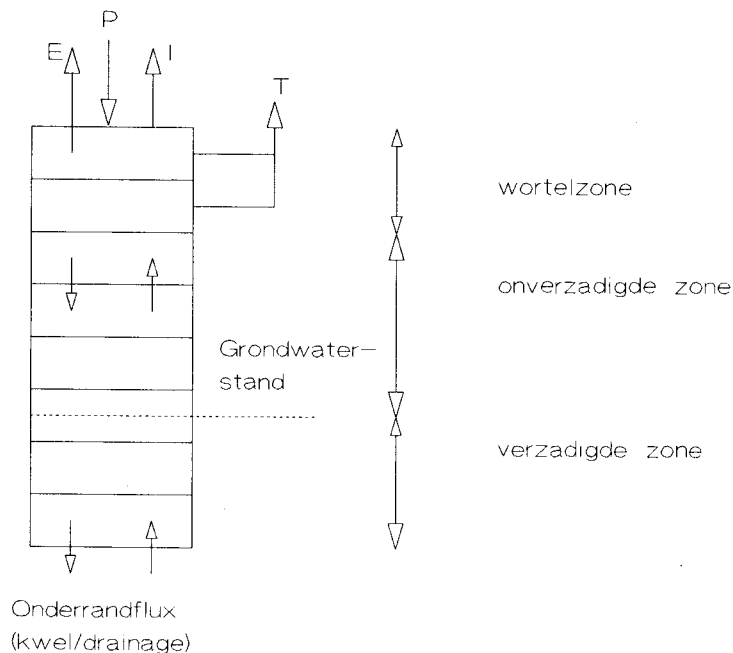 P
E
I
T
wortelzone
onverzadigde zone
Grondwater-
stand
verzadigde zone
Onderrandflux
(kwel/drainage)